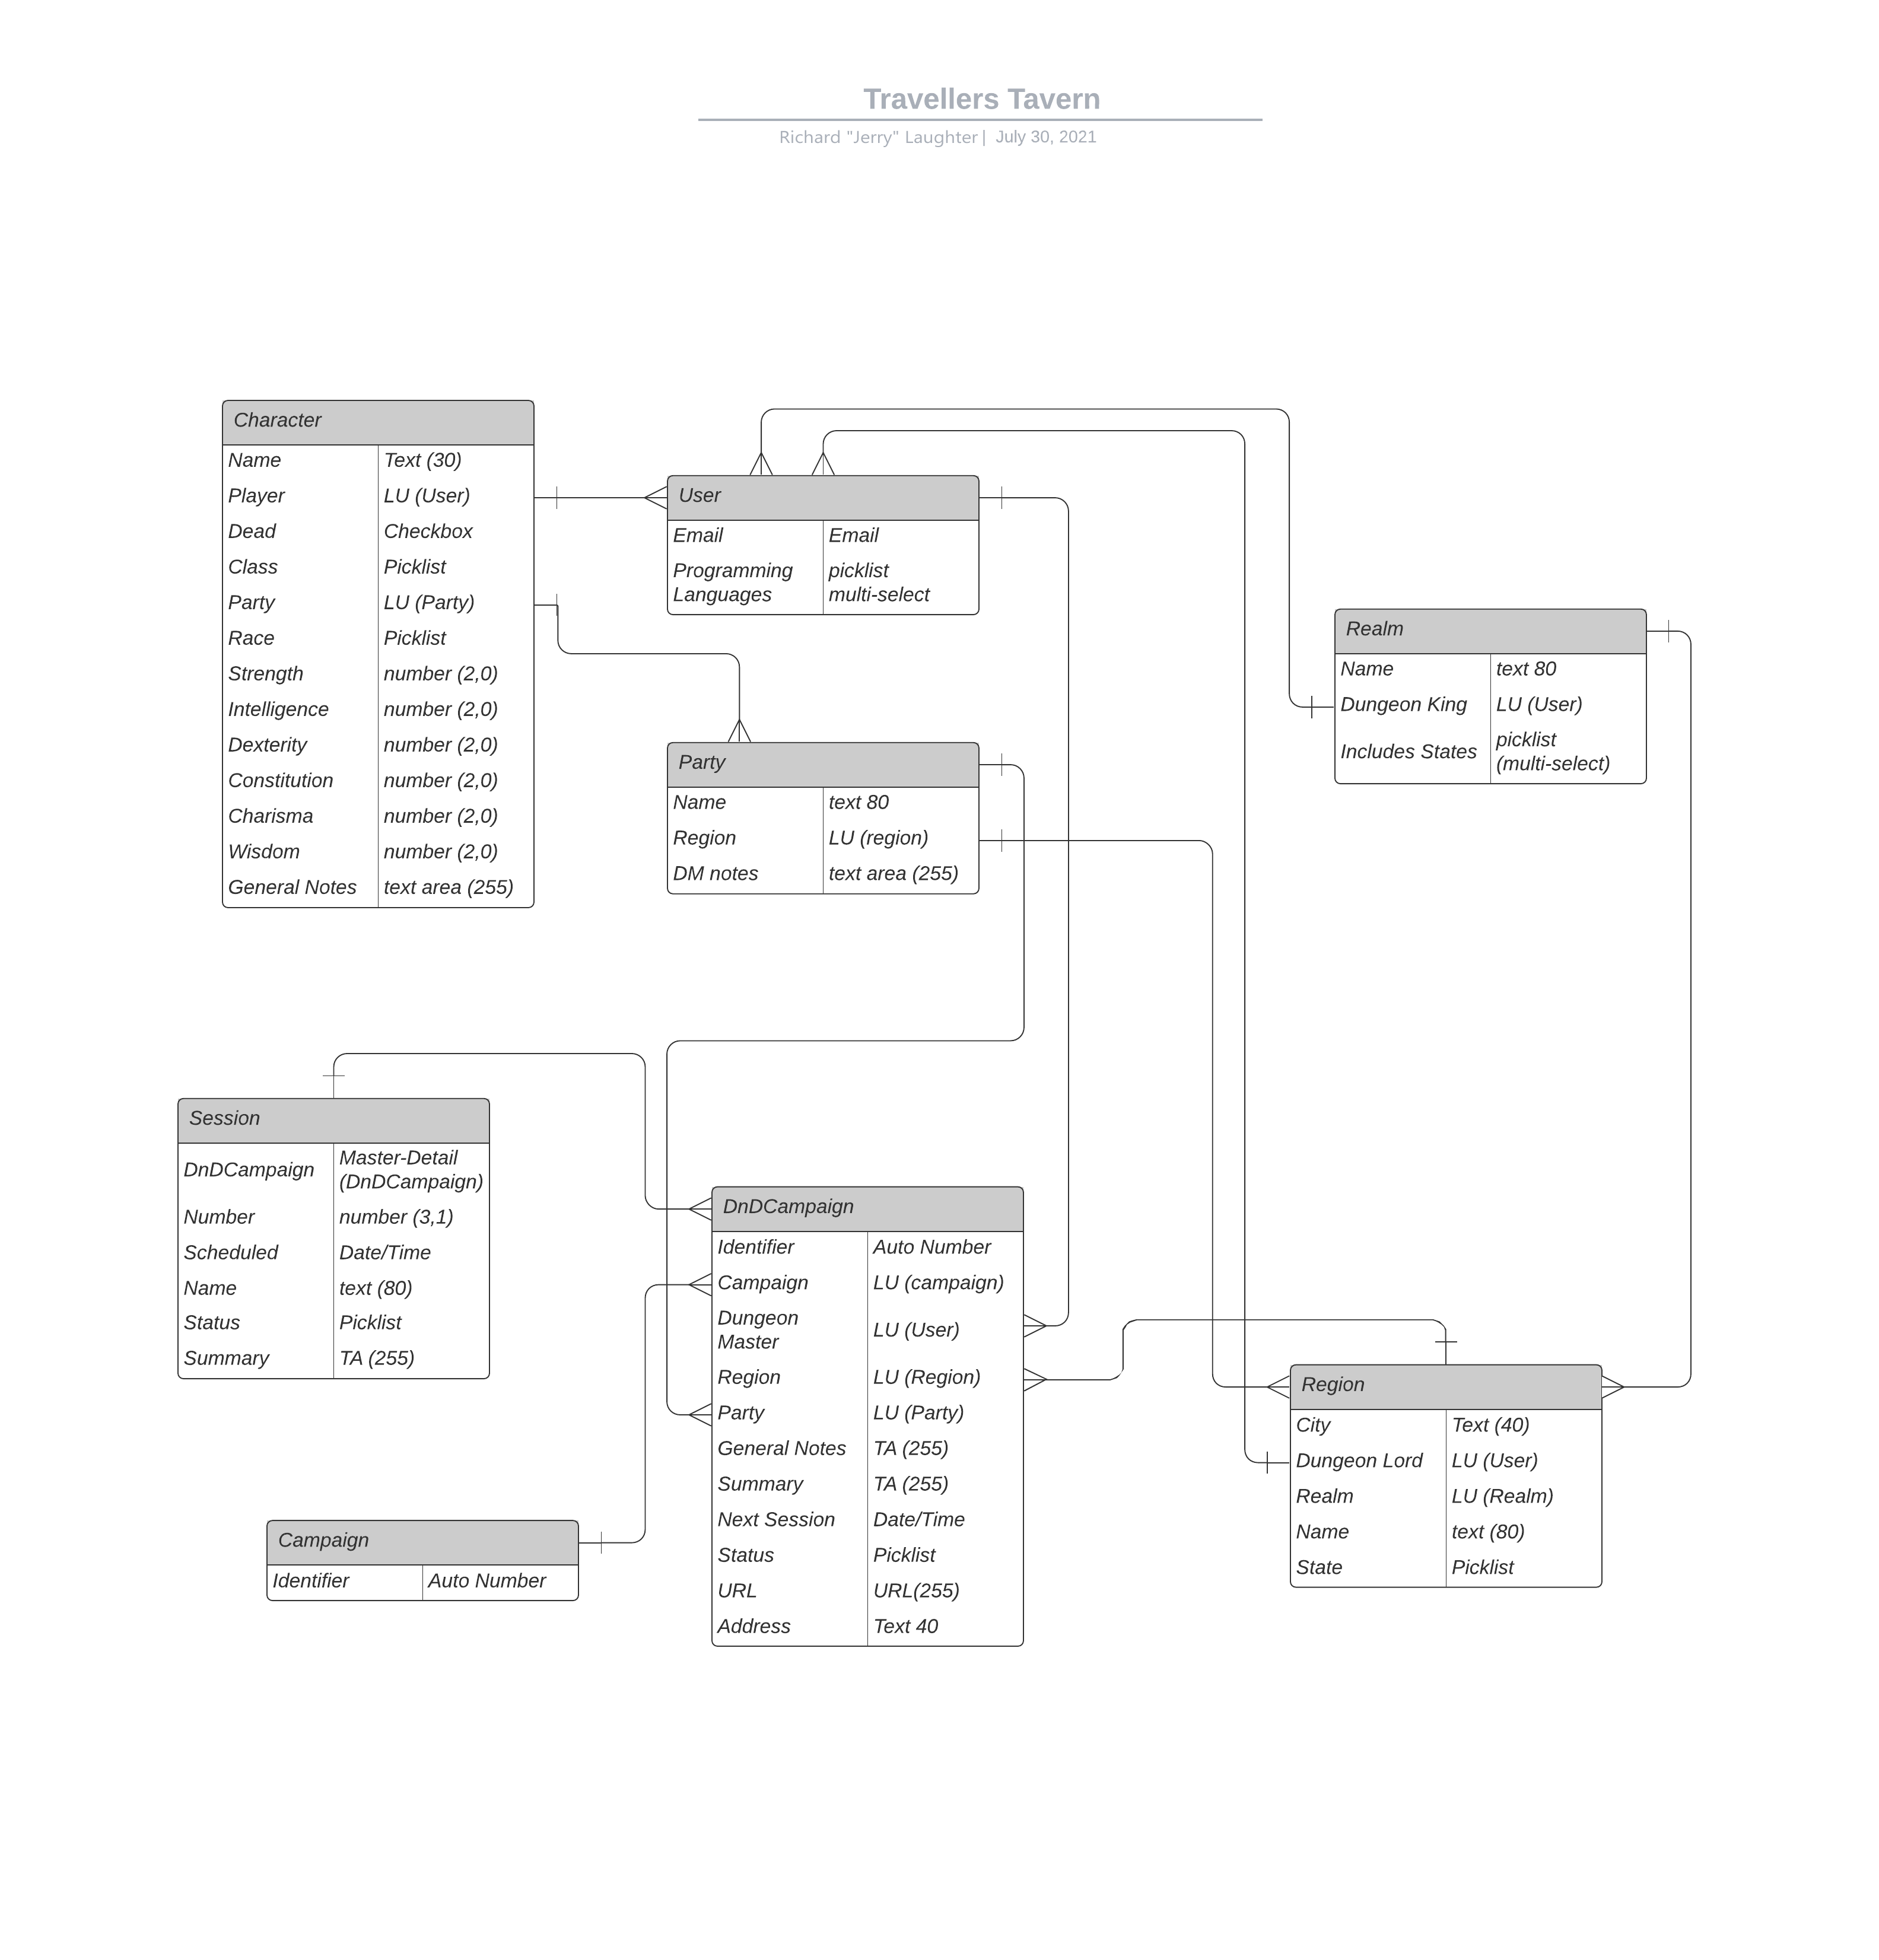 Travellers Tavern
Richard "Jerry" Laughter | July 30, 2021
Character
Name Text (30)
Player LU (User)
Dead Checkbox
Class Picklist
Party LU (Party)
Race Picklist
Strength number (2,0)
Intelligence number (2,0)
Dexterity number (2,0)
Constitution number (2,0)
Charisma number (2,0)
Wisdom number (2,0)
General Notes text area (255)
User
Email Email
Programming picklist
Languages multi-select
Realm
Name text 80
Dungeon King LU (User)
Includes States picklist
(multi-select)
Party
Name text 80
Region LU (region)
DM notes text area (255)
Session
DnDCampaign Master-Detail
(DnDCampaign)
Number number (3,1)
Scheduled Date/Time
Name text (80)
Status Picklist
Summary TA (255)
DnDCampaign
Identifier Auto Number
Campaign LU (campaign)
Dungeon
Master LU (User)
Region LU (Region)
Party LU (Party)
General Notes TA (255)
Summary TA (255)
Next Session Date/Time
Status Picklist
URL URL(255)
Address Text 40
Region
City Text (40)
Dungeon Lord LU (User)
Realm LU (Realm)
Name text (80)
State Picklist
Campaign
Identifier Auto Number